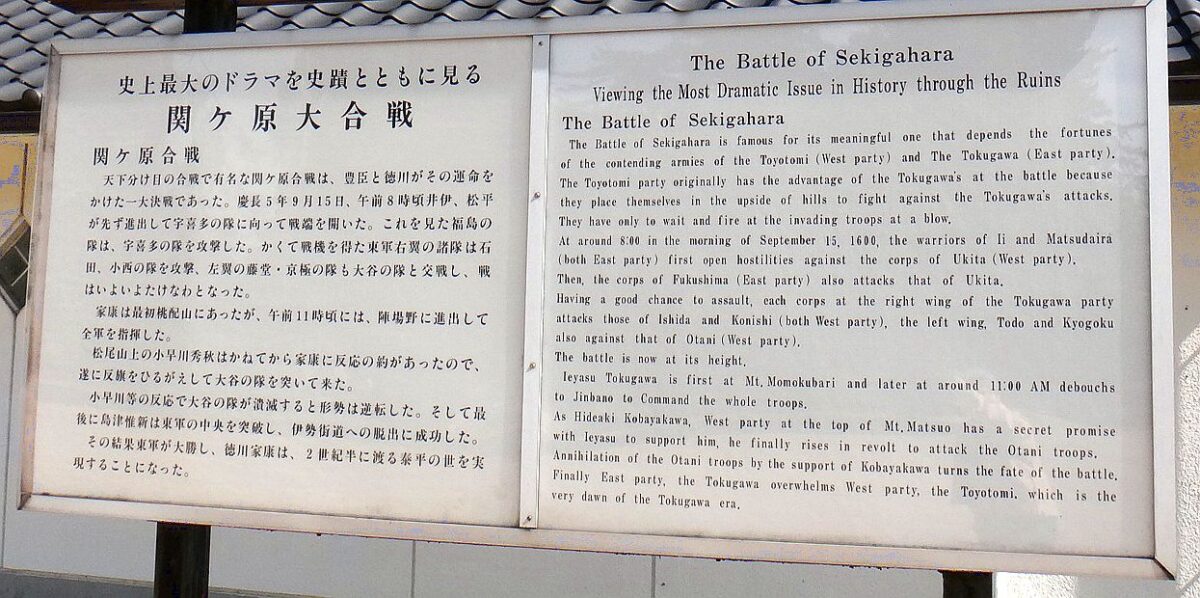 史上最大のドラマを史蹟とともに見る
関ケ原大合戦
関ケ原合戦
天下分け目の合戦で有名な関ケ原合戦は、豊臣と徳川がその運命を
かけた一大決戦であった。慶長5年9月15日、午前8時頃井伊、松平
が先ず進出して宇喜多の隊に向って戦端を開いた。これを見た福島の
隊は、宇喜多の隊を攻撃した。かくて戦機を得た東軍右翼の諸隊は石
田、小西の隊を攻撃、左翼の藤堂・京極の隊も大谷の隊と交戦し、戦
はいよいよたけなわとなった。
家康は最初桃配山にあったが、午前11時頃には、陣場野に進出して
全軍を指揮した。
松尾山上の小早川秀秋はかねてから家康に反応の約があったので、
遂に反旗をひるがえして大谷の隊を突いて来た。
小早川等の反応で大谷の隊が潰滅すると形勢は逆転した。そして最
後に島津惟新は東軍の中央を突破し、伊勢街道への脱出に成功した。
その結果東軍が大勝し、徳川家康は、2世紀半に渡る泰平の世を実
現することになった。
The Battle of Sekigahara
Viewing the Most Dramatic Issue in History through the Ruins
The Battle of Sekigahara
The Battle of Sekigahara is famous for its meaningful one that depends the fortunes
of the contending armies of the Toyotomi (West party) and The Tokugawa (East party).
The Toyotomi party originally has the advantage of the Tokugawa's at the battle because
they place themselves in the upside of hills to fight against the Tokugawa's attacks.
They have only to wait and fire at the invading troops at a blow.
At around 8:00 in the morning of September 15, 1600, the warriors of Ii and Matsudaira
(both East party) first open hostilities against the corps of Ukita (West party).
Then, the corps of Fukushima (East party) also attacks that of Ukita.
Having a good chance to assault, each corps at the right wing of the Tokugawa party
attacks those of Ishida and Konishi (both West party), the left wing, Todo and Kyogoku
also against that of Otani (West party).
The battle is now at its height.
Ieyasu Tokugawa is first at Mt. Momokubari and later at around 11:00 AM debouchs
to Jinbano to Command the whole troops.
As Hideaki Kobayakawa, West party at the top of Mt. Matsuo has a secret promise
with Ieyasu to support him, he finally rises in revolt to attack the Otani troops.
Annihilation of the Otani troops by the support of Kobayakawa turns the fate of the battle.
Finally East party, the Tokugawa overwhelms West party, the Toyotomi. which is the
very dawn of the Tokugawa era.